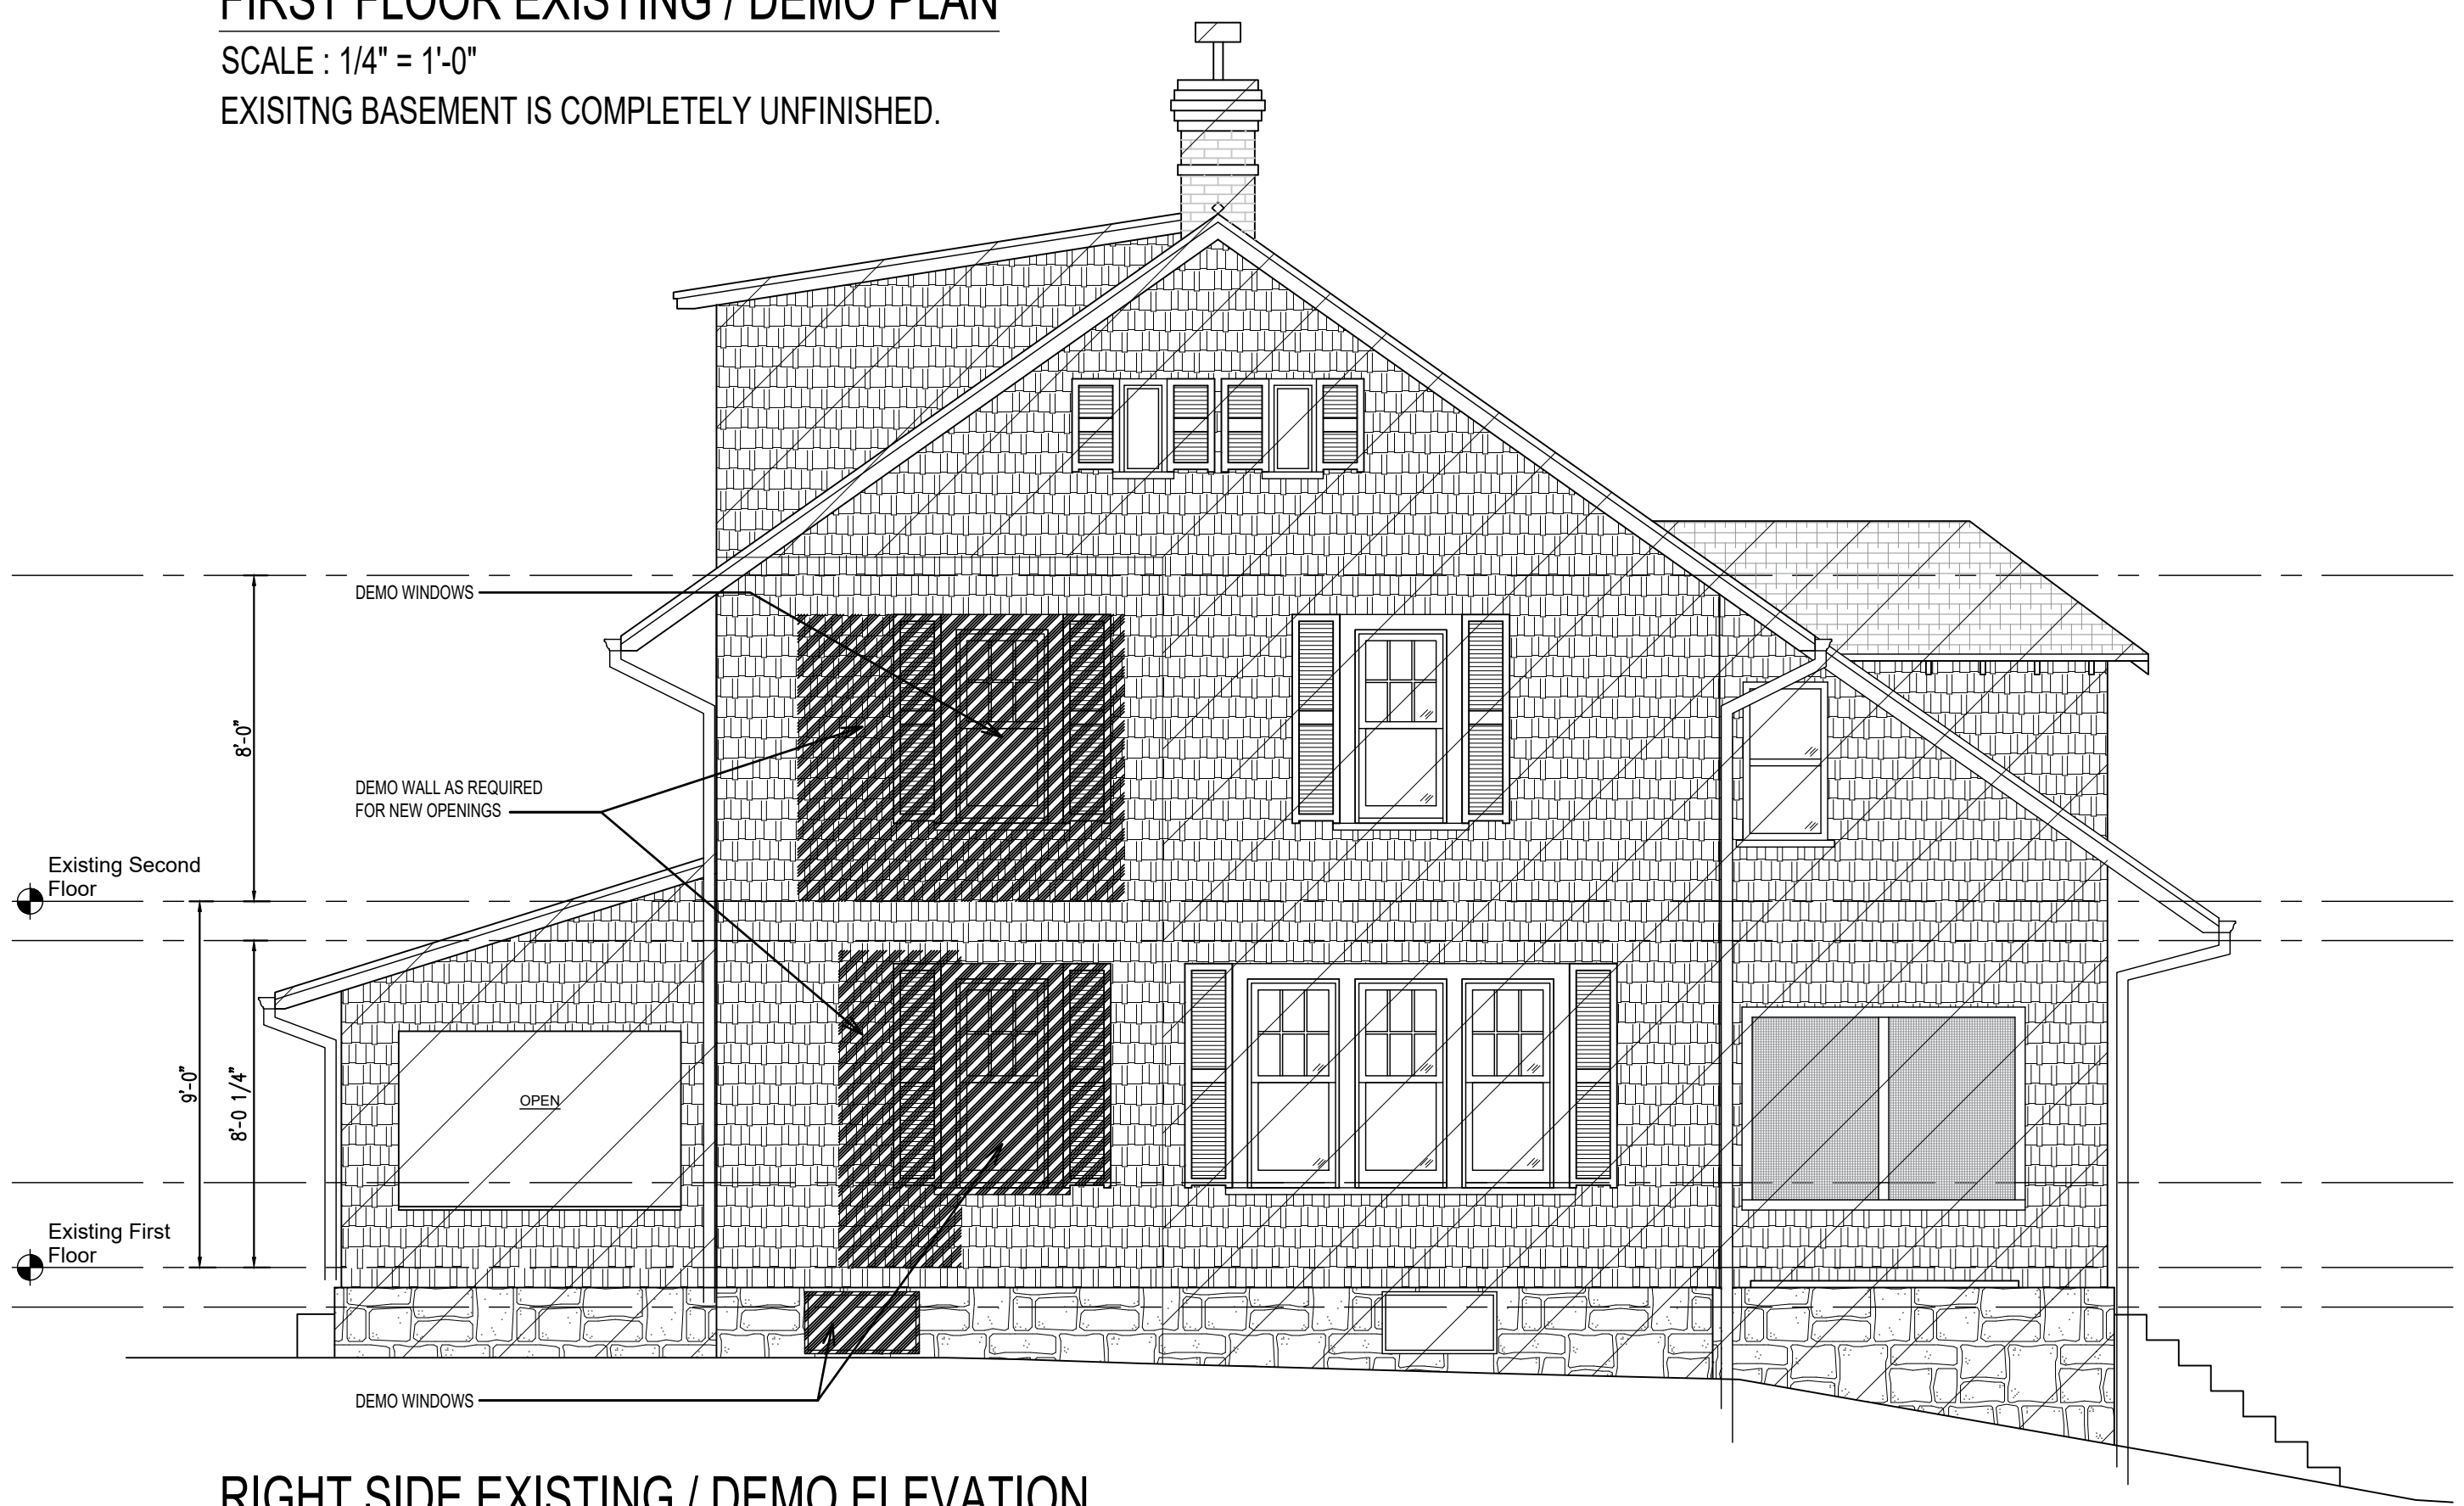 FIRST FLOOR EXISTING / DEMO PLAN
SCALE : 1/4" = 1'-0"
EXISITNG BASEMENT IS COMPLETELY UNFINISHED.
DEMO WINDOWS
8'-0"
DEMO WALL AS REQUIRED
FOR NEW OPENINGS
Existing Second
Floor
9'-0"
8'-0 1/4"
OPEN
Existing First
Floor
DEMO WINDOWS
RIGHT SIDE EXISTING / DEMO ELEVATION